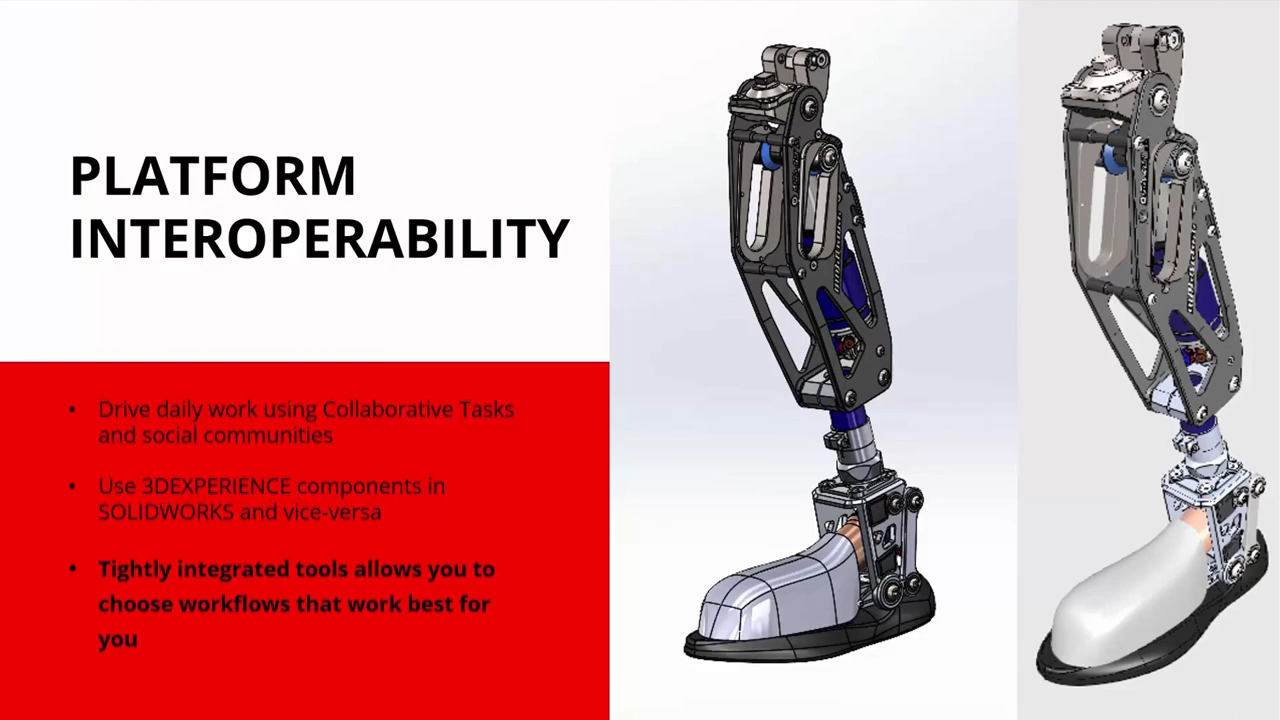 PLATFORM
INTEROPERABILITY
• Drive daily work using Collaborative Tasks
and social communities
• Use 3DEXPERIENCE components in
SOLIDWORKS and vice-versa
• Tightly integrated tools allows you to
choose workflows that work best for
you